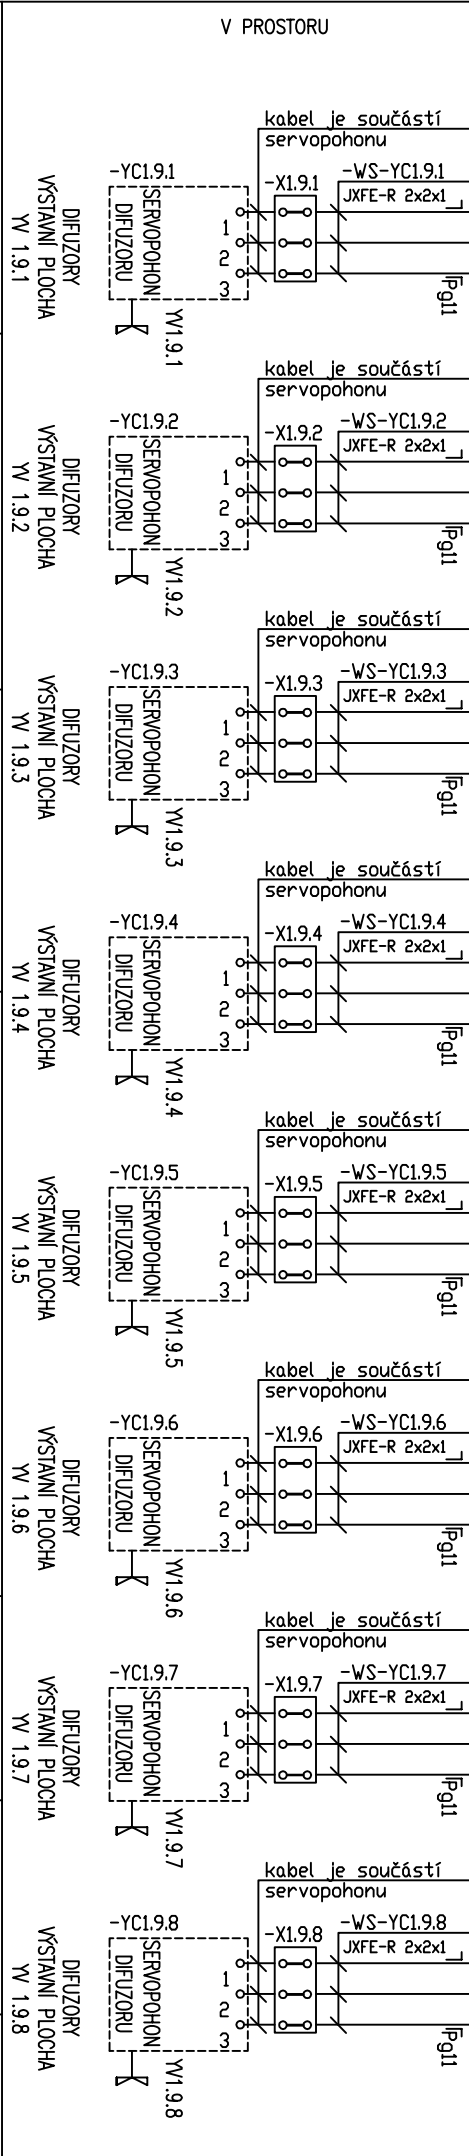 V PROSTORU
kabel je součástí
servopohonu
-YC1.9.1
-X1.9.1
-WS-YC1.9.1
JXFE-R 2x2x1
SERVOPOHON
DIFUZORU
1
2
3
Pg11
YV1.9.1
DIFUZORY
VÝSTAVNÍ PLOCHA
YV 1.9.1
kabel je součástí
servopohonu
-YC1.9.2
-X1.9.2
-WS-YC1.9.2
JXFE-R 2x2x1
SERVOPOHON
DIFUZORU
1
2
3
Pg11
YV1.9.2
DIFUZORY
VÝSTAVNÍ PLOCHA
YV 1.9.2
kabel je součástí
servopohonu
-YC1.9.3
-X1.9.3
-WS-YC1.9.3
JXFE-R 2x2x1
SERVOPOHON
DIFUZORU
1
2
3
Pg11
YV1.9.3
DIFUZORY
VÝSTAVNÍ PLOCHA
YV 1.9.3
kabel je součástí
servopohonu
-YC1.9.4
-X1.9.4
-WS-YC1.9.4
JXFE-R 2x2x1
SERVOPOHON
DIFUZORU
1
2
3
Pg11
YV1.9.4
DIFUZORY
VÝSTAVNÍ PLOCHA
YV 1.9.4
kabel je součástí
servopohonu
-YC1.9.5
-X1.9.5
-WS-YC1.9.5
JXFE-R 2x2x1
SERVOPOHON
DIFUZORU
1
2
3
Pg11
YV1.9.5
DIFUZORY
VÝSTAVNÍ PLOCHA
YV 1.9.5
kabel je součástí
servopohonu
-YC1.9.6
-X1.9.6
-WS-YC1.9.6
JXFE-R 2x2x1
SERVOPOHON
DIFUZORU
1
2
3
Pg11
YV1.9.6
DIFUZORY
VÝSTAVNÍ PLOCHA
YV 1.9.6
kabel je součástí
servopohonu
-YC1.9.7
-X1.9.7
-WS-YC1.9.7
JXFE-R 2x2x1
SERVOPOHON
DIFUZORU
1
2
3
Pg11
YV1.9.7
DIFUZORY
VÝSTAVNÍ PLOCHA
YV 1.9.7
kabel je součástí
servopohonu
-YC1.9.8
-X1.9.8
-WS-YC1.9.8
JXFE-R 2x2x1
SERVOPOHON
DIFUZORU
1
2
3
Pg11
YV1.9.8
DIFUZORY
VÝSTAVNÍ PLOCHA
YV 1.9.8